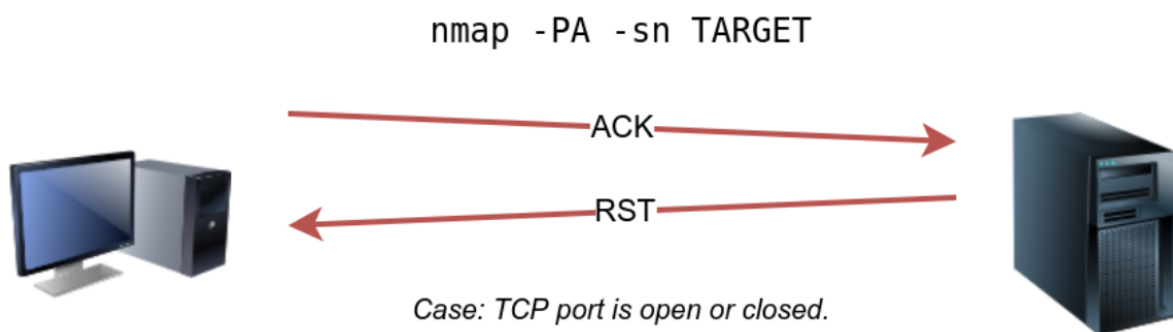 nmap -PA -sn TARGET
ACK
RST
Case: TCP port is open or closed.